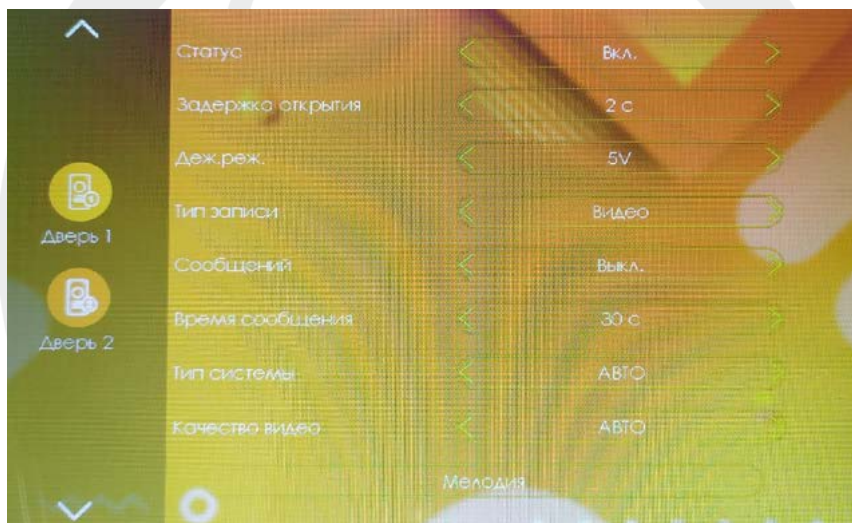 Статус Вкл.
Задержка открытия 2 с
Деж.реж. 5V
Тип записи Видео
Сообщений Выкл.
Время сообщения 30 с
Тип системы АВТО
Качество видео АВТО
Мелодия
Дверь 1
Дверь 2